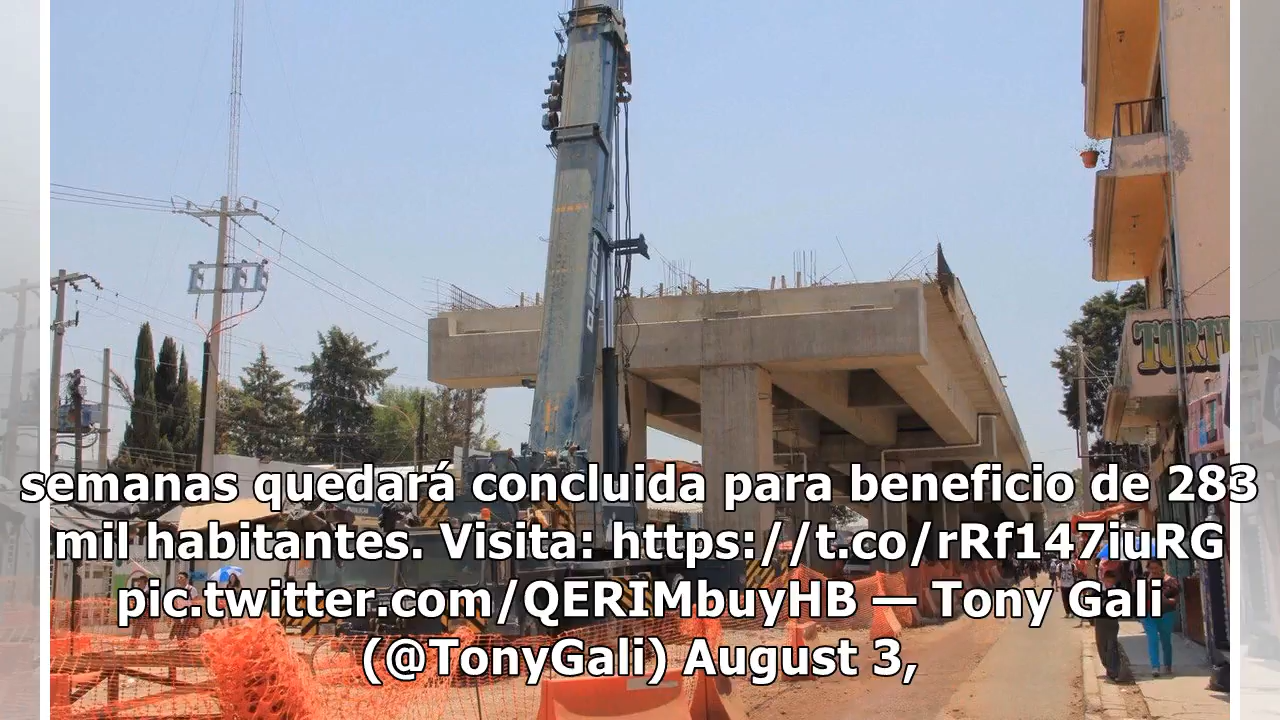 TORTI
semanas quedará concluida para beneficio de 283
mil habitantes. Visita: https://t.co/rRf147iuRG
pic.twitter.com/QERIMbuyHB — Tony Gali
(@TonyGali) August 3,